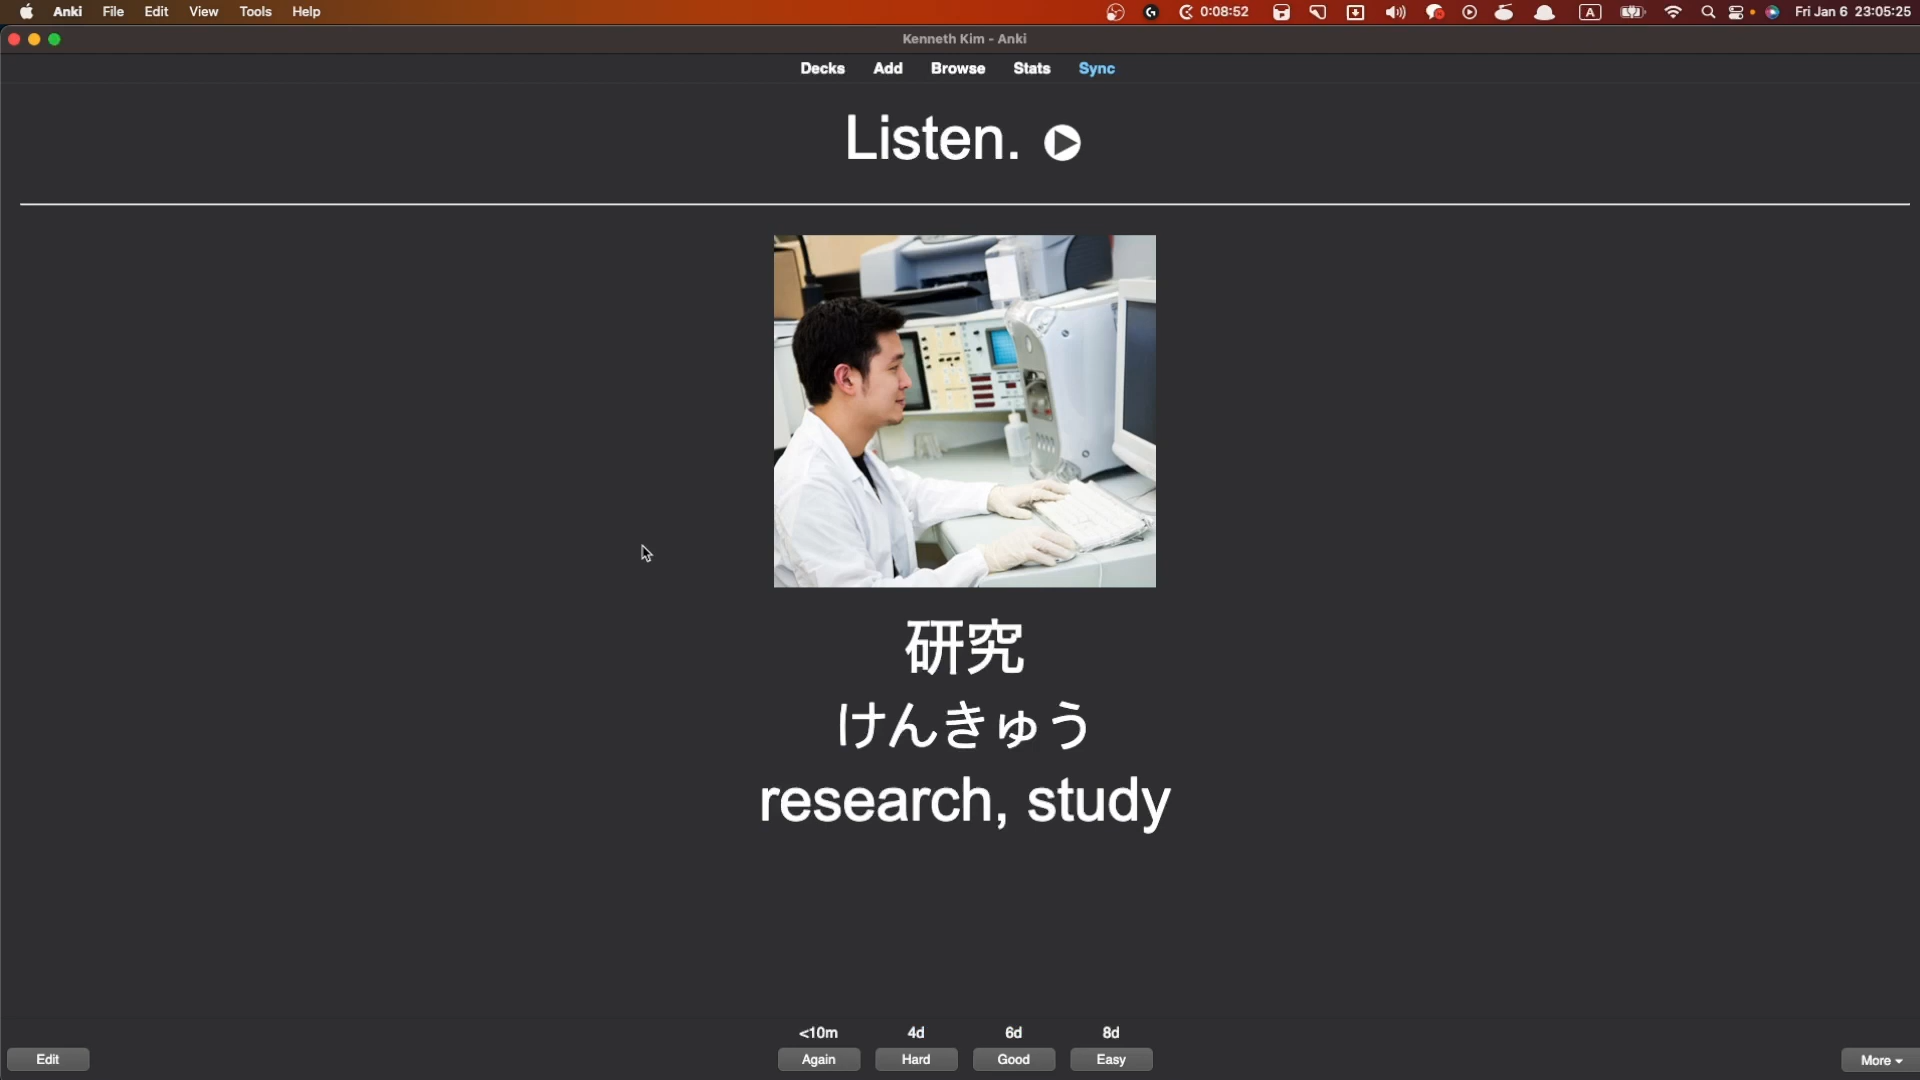 Anki File Edit View Tools Help 0:08:52 A Fri Jan 6 23:05:25
Kenneth Kim - Anki
Decks Add Browse Stats Sync
Listen.
研究
けんきゅう
research, study
<10m 4d 6d 8d
Edit Again Hard Good Easy More